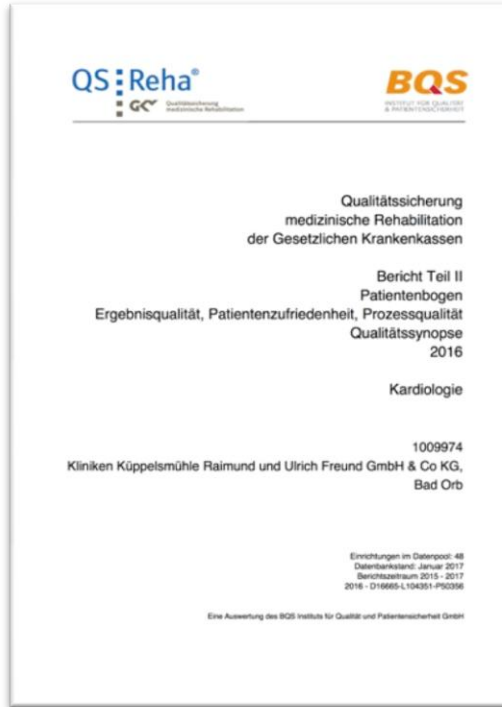 QS Reha®
GKV Qualitätssicherung
medizinische Rehabilitation
BQS
INSTITUT FÜR QUALITÄT
& PATIENTENSICHERHEIT
Qualitätssicherung
medizinische Rehabilitation
der Gesetzlichen Krankenkassen
Bericht Teil II
Patientenbogen
Ergebnisqualität, Patientenzufriedenheit, Prozessqualität
Qualitätssynopse
2016
Kardiologie
1009974
Kliniken Küppelsmühle Raimund und Ulrich Freund GmbH & Co KG,
Bad Orb
Einrichtungen im Datenpool: 48
Datenbankstand: Januar 2017
Berichtszeitraum 2015 - 2017
2016 - D16665-L104351-P50356
Eine Auswertung des BQS Instituts für Qualität und Patientensicherheit GmbH